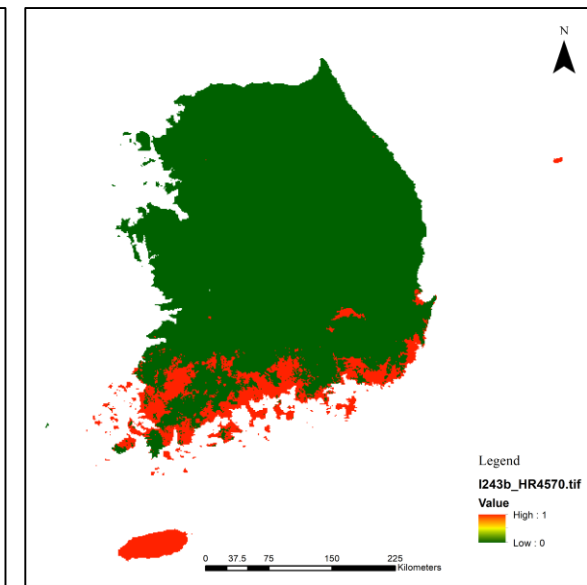 N
Legend
I243b_HR4570.tif
Value
High : 1
Low : 0
0 37.5 75 150 225
Kilometers